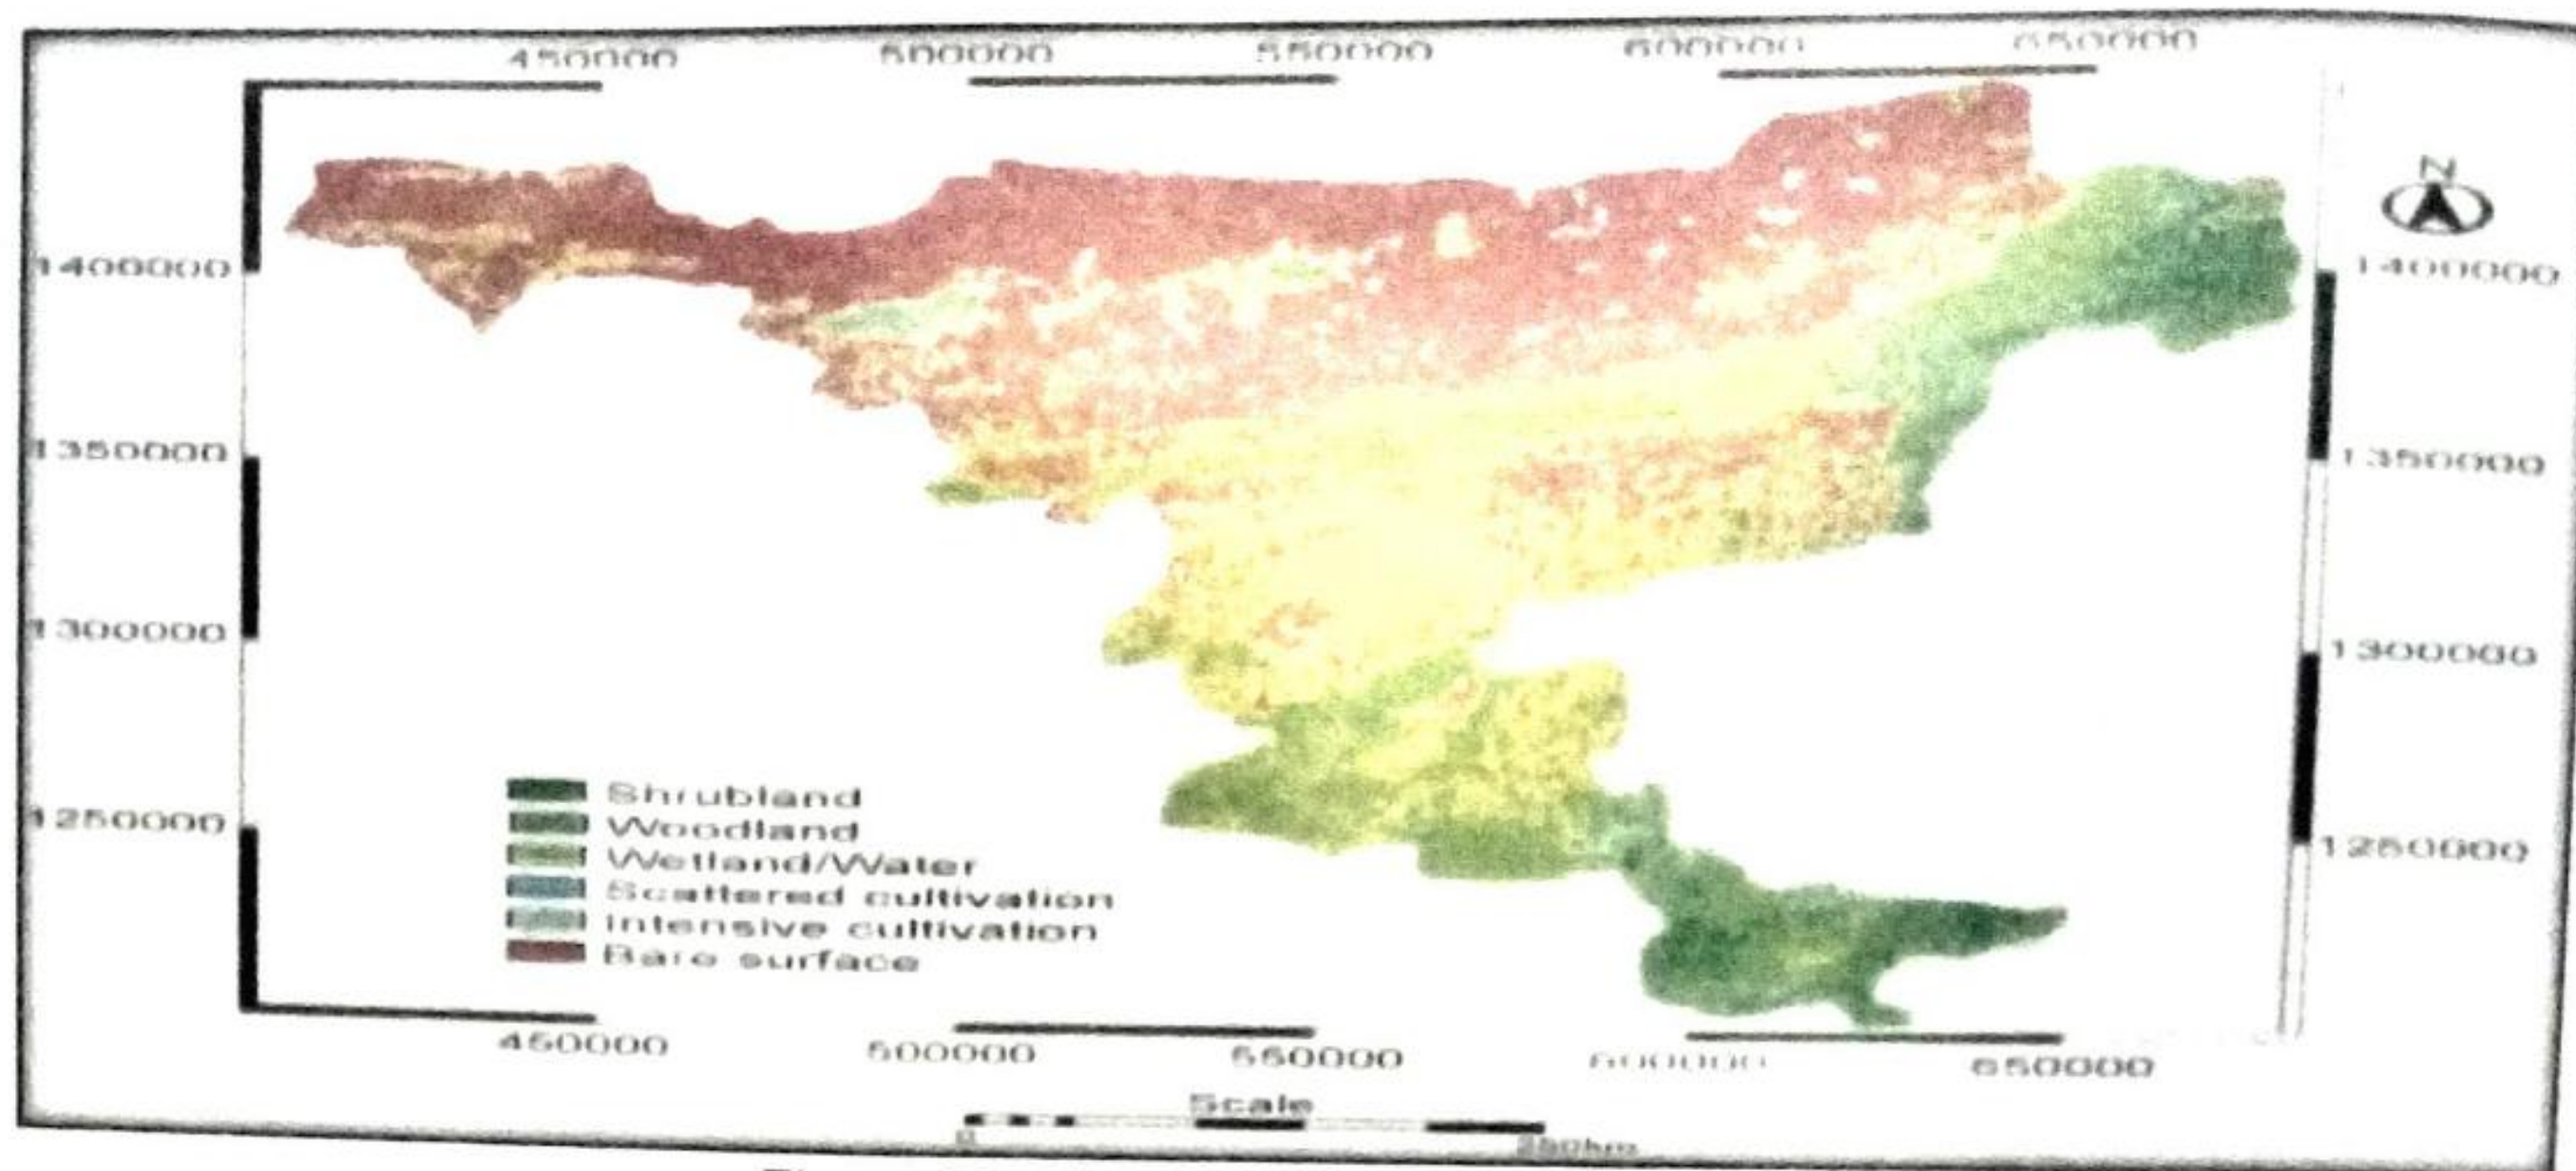 450000 500000 550000 600000 650000
N
1400000 1400000
1350000 1350000
1300000 1300000
1250000 1250000
Shrubland
Woodland
Wetland/Water
Scattered cultivation
Intensive cultivation
Bare surface
450000 500000 550000 600000 650000
Scale
0